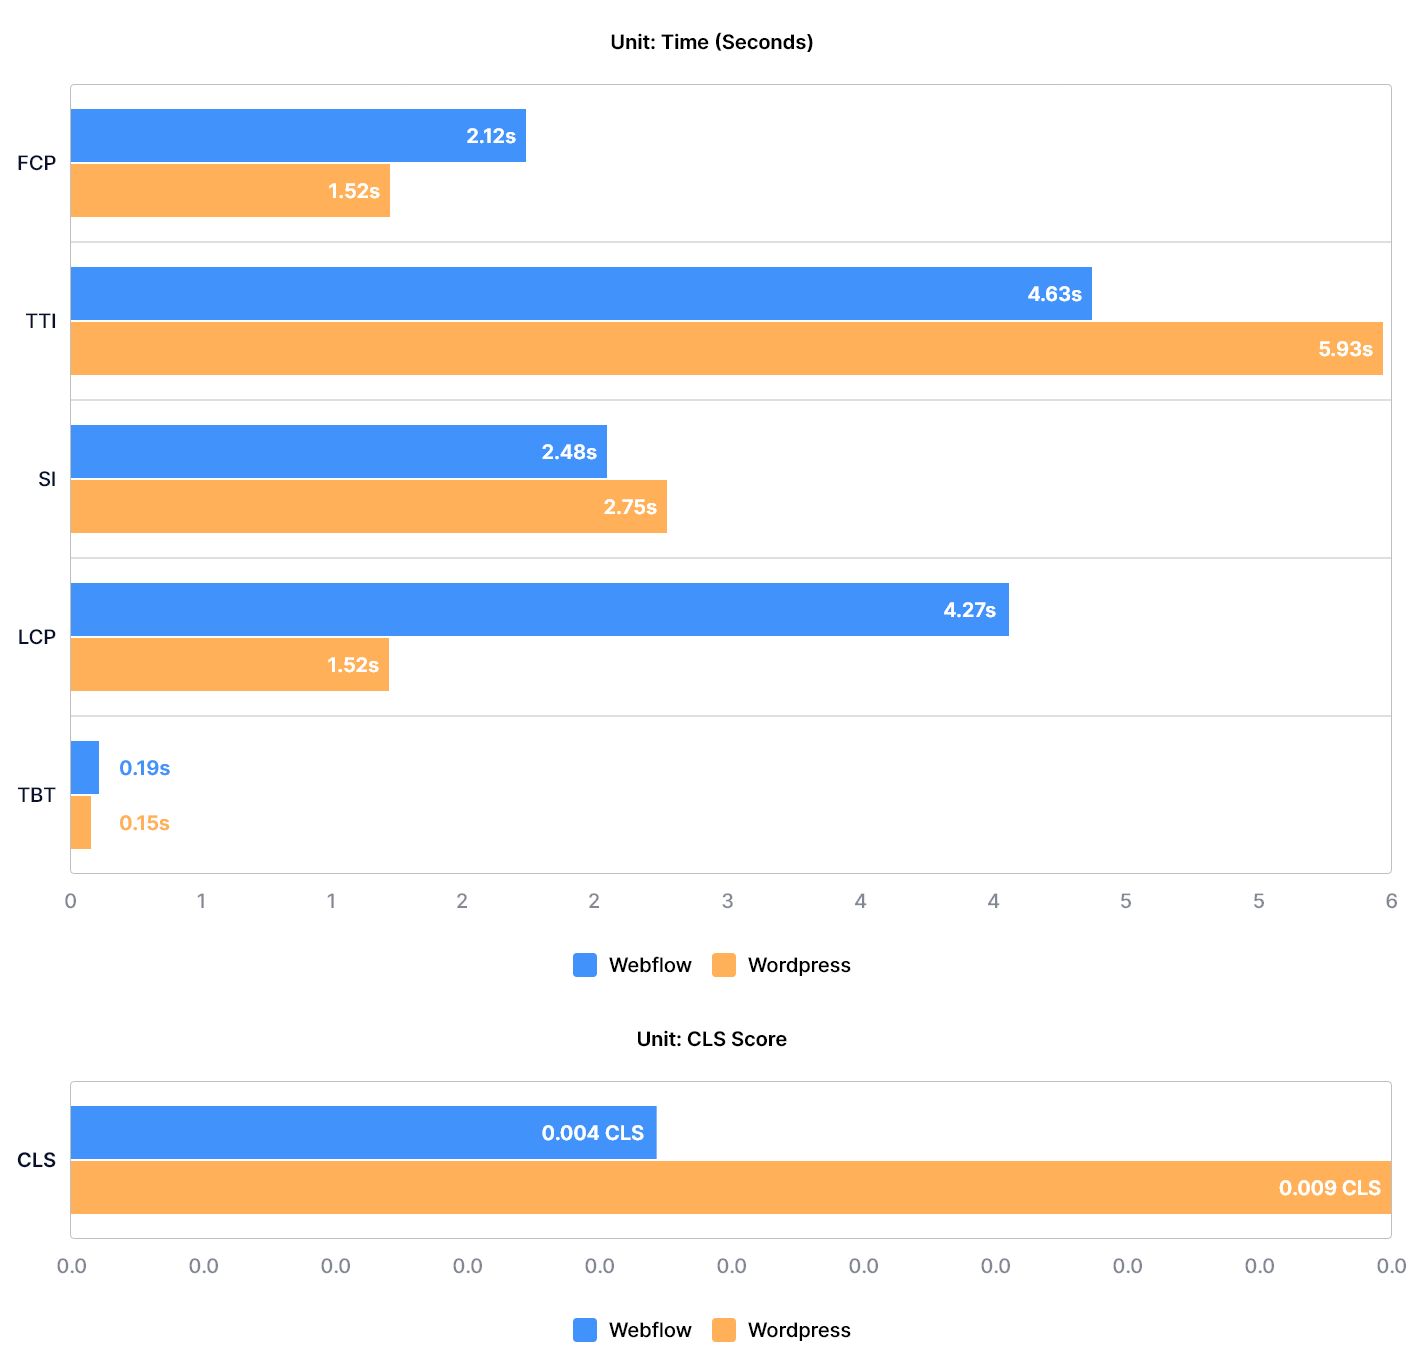 Unit: Time (Seconds)
FCP
2.12s
1.52s
TTI
4.63s
5.93s
SI
2.48s
2.75s
LCP
4.27s
1.52s
TBT
0.19s
0.15s
0 1 1 2 2 3 4 4 5 5 6
Webflow Wordpress
Unit: CLS Score
CLS
0.004 CLS
0.009 CLS
0.0 0.0 0.0 0.0 0.0 0.0 0.0 0.0 0.0 0.0 0.0
Webflow Wordpress